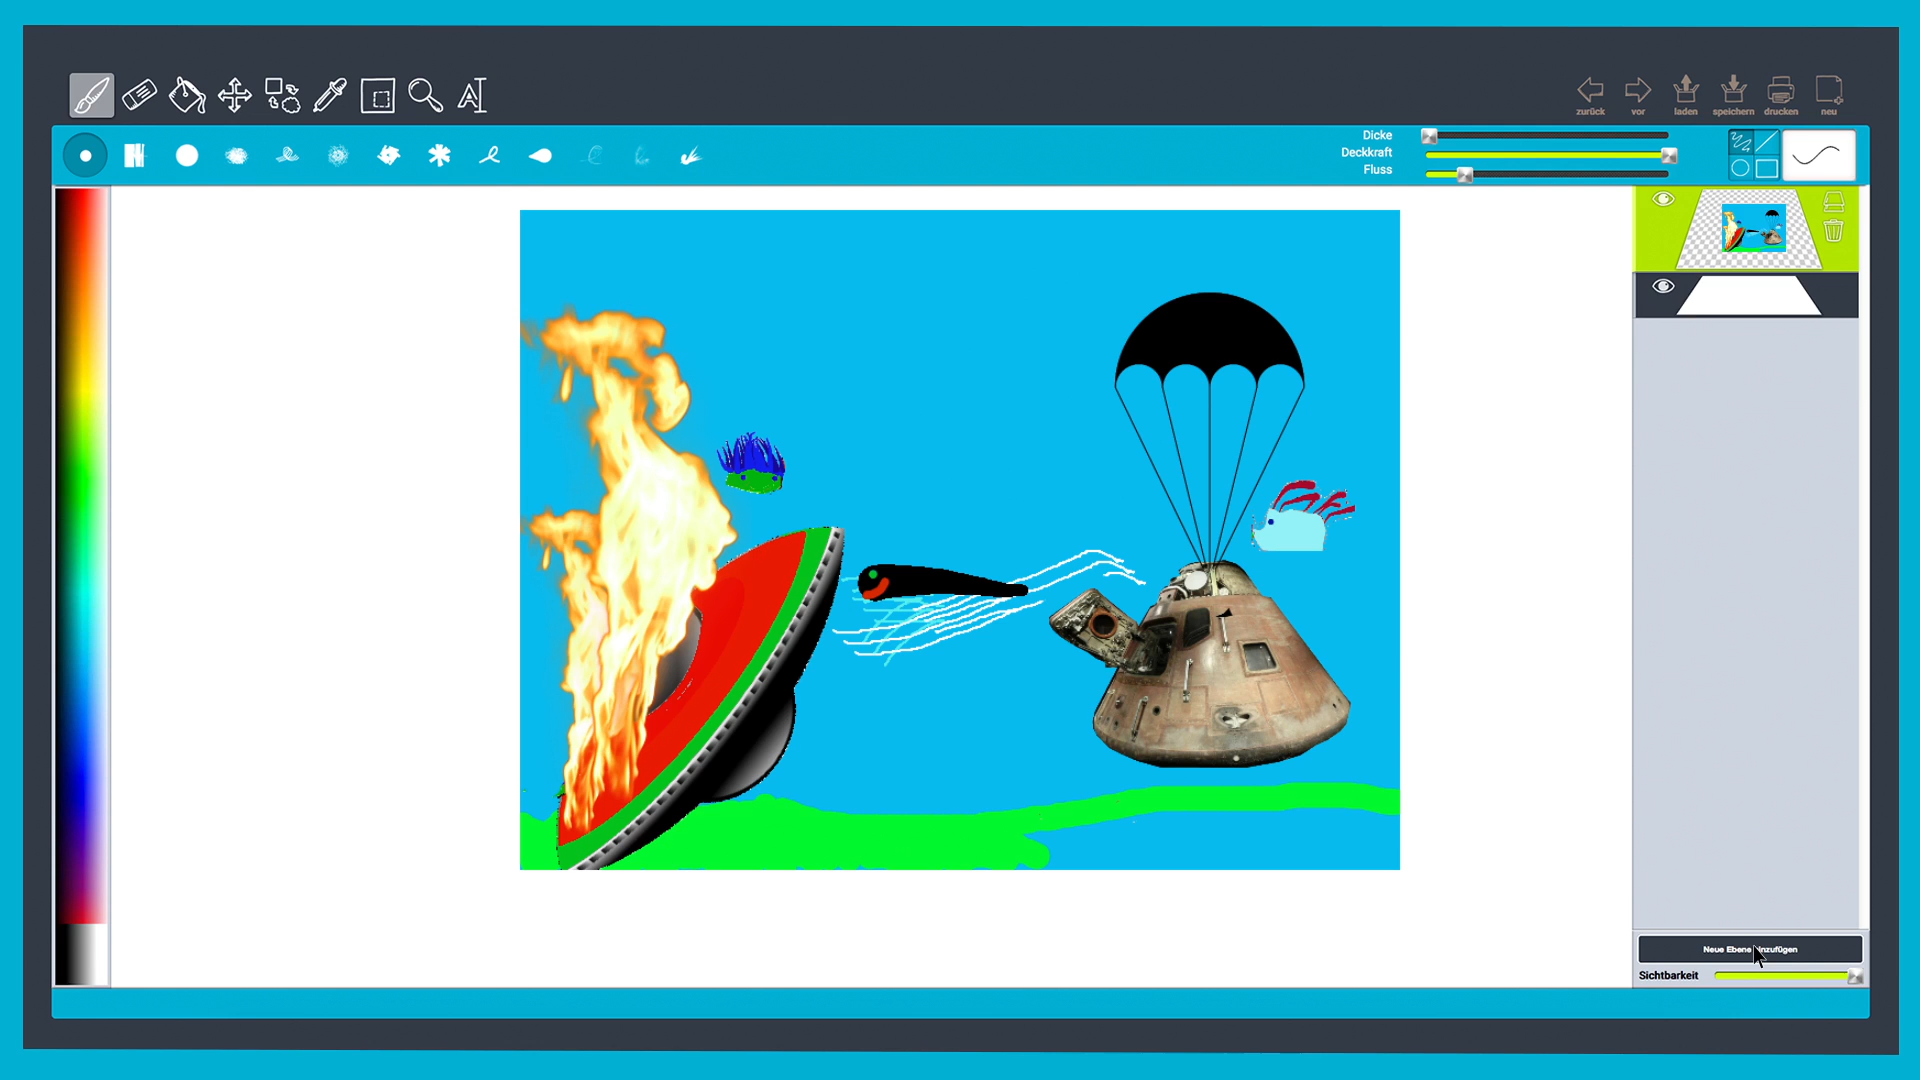 zurück vor laden speichern drucken neu
Dicke
Deckkraft
Fluss
Neue Ebene hinzufügen
Sichtbarkeit